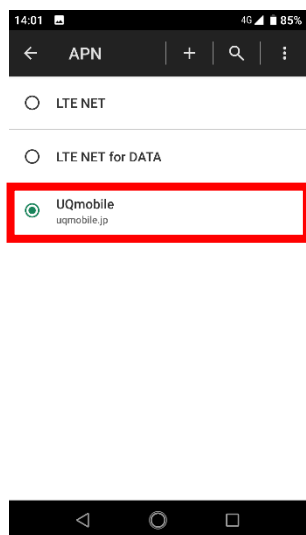 14:01 4G 85%
APN
LTE NET
LTE NET for DATA
UQmobile
uqmobile.jp